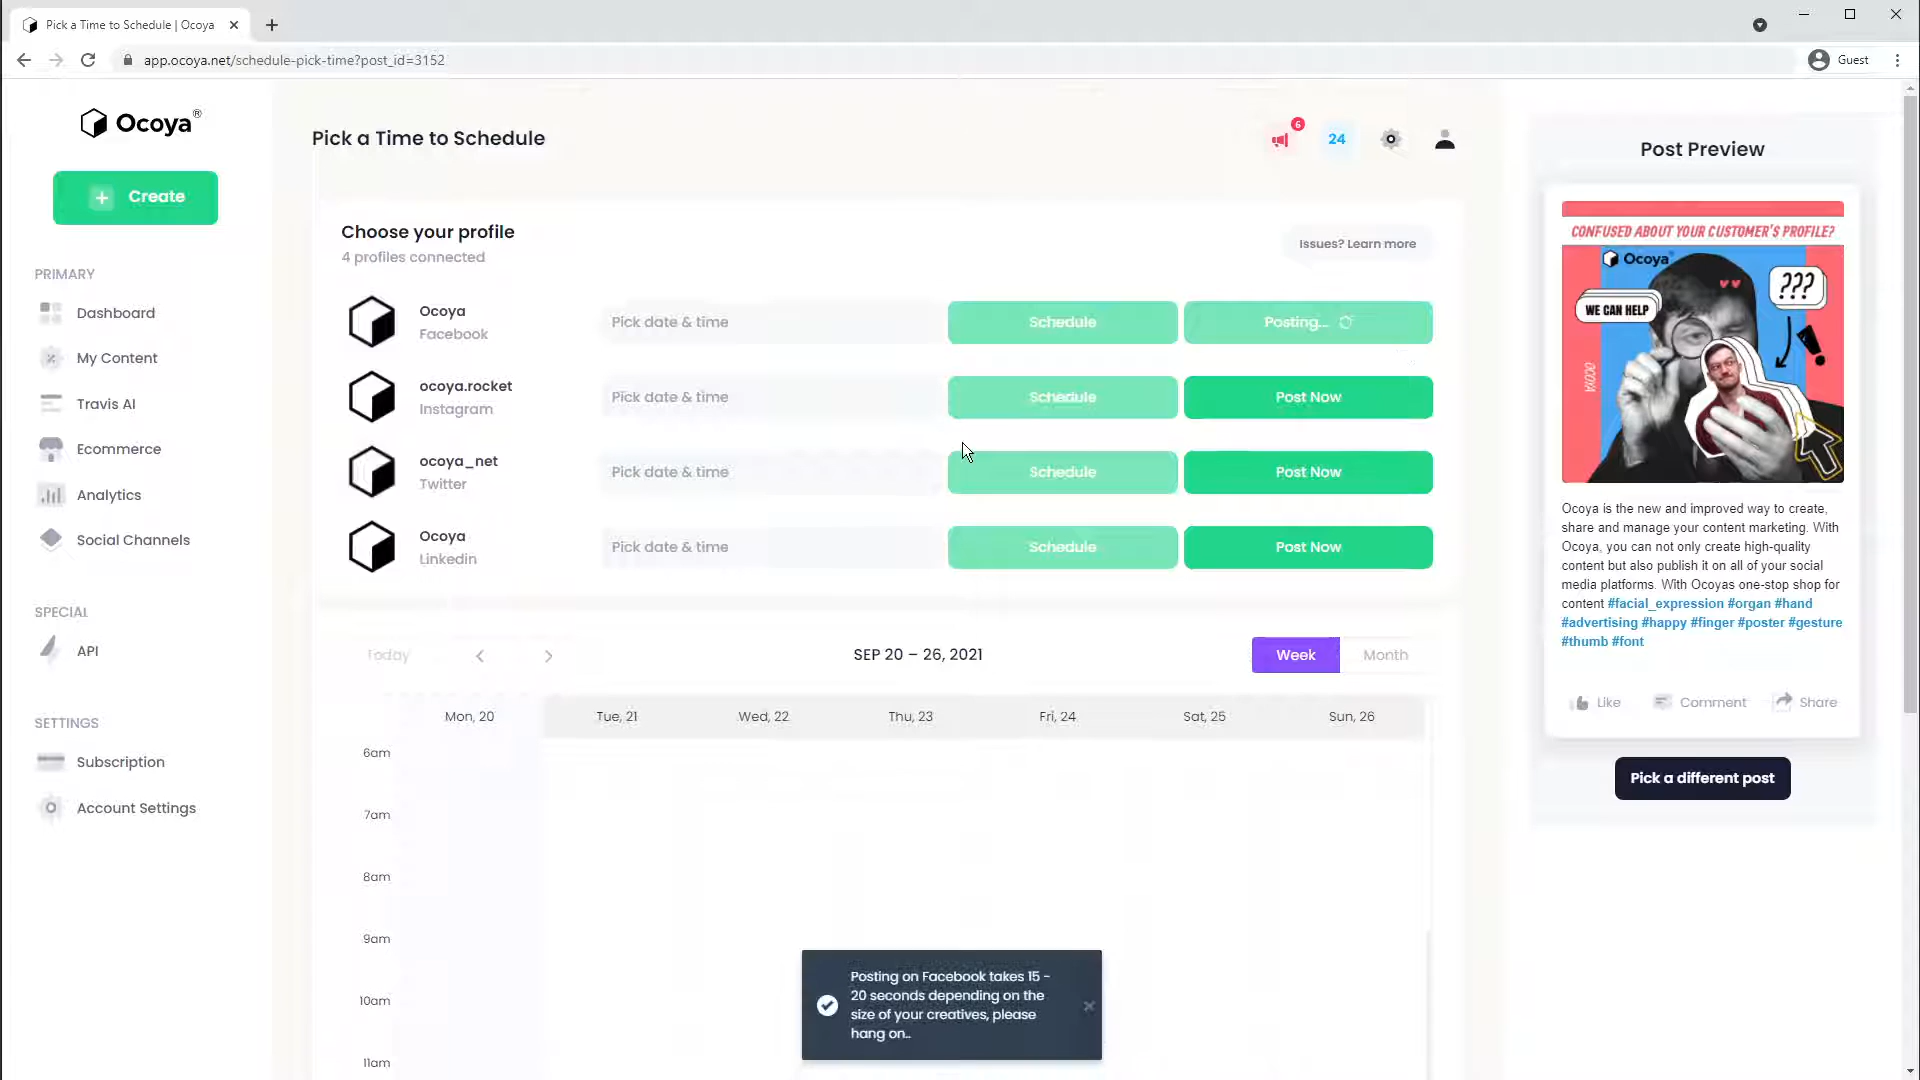 Pick a Time to Schedule | Ocoya
app.ocoya.net/schedule-pick-time?post_id=3152
Guest
Ocoya®
Create
PRIMARY
Dashboard
My Content
Travis AI
Ecommerce
Analytics
Social Channels
SPECIAL
API
SETTINGS
Subscription
Account Settings
Pick a Time to Schedule
6
24
Choose your profile
4 profiles connected
Issues? Learn more
Ocoya
Facebook
Pick date & time
Schedule
Posting...
ocoya.rocket
Instagram
Pick date & time
Schedule
Post Now
ocoya_net
Twitter
Pick date & time
Schedule
Post Now
Ocoya
Linkedin
Pick date & time
Schedule
Post Now
Today
SEP 20 – 26, 2021
Week
Month
Mon, 20
Tue, 21
Wed, 22
Thu, 23
Fri, 24
Sat, 25
Sun, 26
6am
7am
8am
9am
10am
11am
Posting on Facebook takes 15 -
20 seconds depending on the
size of your creatives, please
hang on..
Post Preview
CONFUSED ABOUT YOUR CUSTOMER'S PROFILE?
Ocoya
???
WE CAN HELP
OCOYA
Ocoya is the new and improved way to create,
share and manage your content marketing. With
Ocoya, you can not only create high-quality
content but also publish it on all of your social
media platforms. With Ocoyas one-stop shop for
content #facial_expression #organ #hand
#advertising #happy #finger #poster #gesture
#thumb #font
Like
Comment
Share
Pick a different post